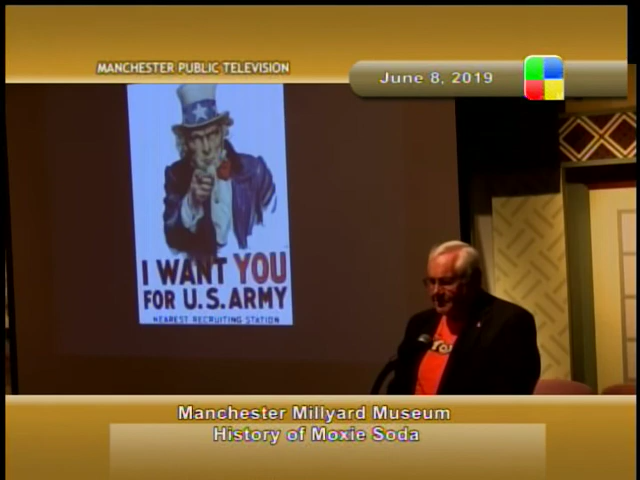 MANCHESTER PUBLIC TELEVISION
June 8, 2019
I WANT YOU
FOR U.S. ARMY
NEAREST RECRUITING STATION
Manchester Millyard Museum
History of Moxie Soda